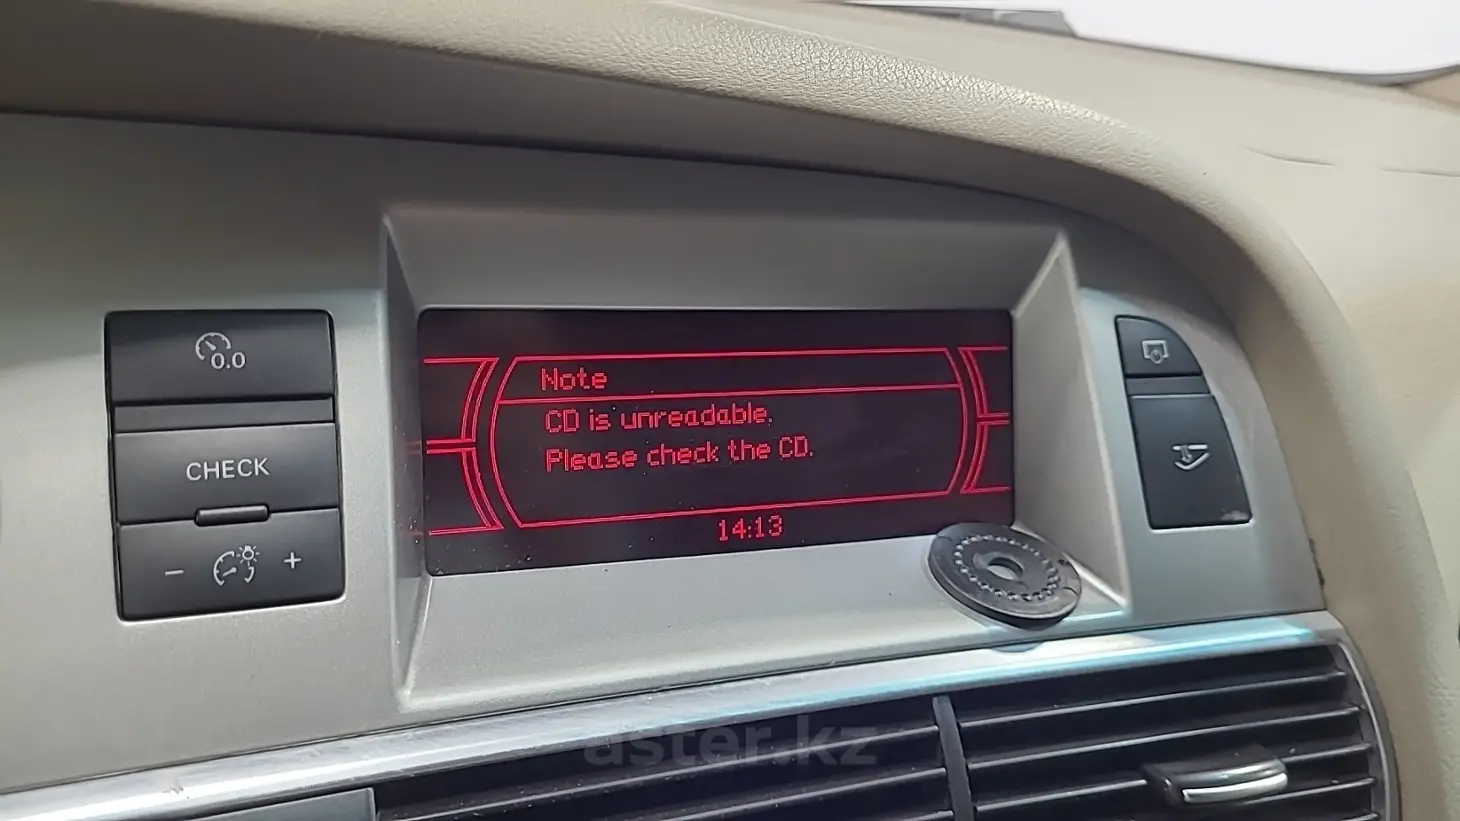 0.0
CHECK
- +
Note
CD is unreadable.
Please check the CD.
14:13
aster.kz